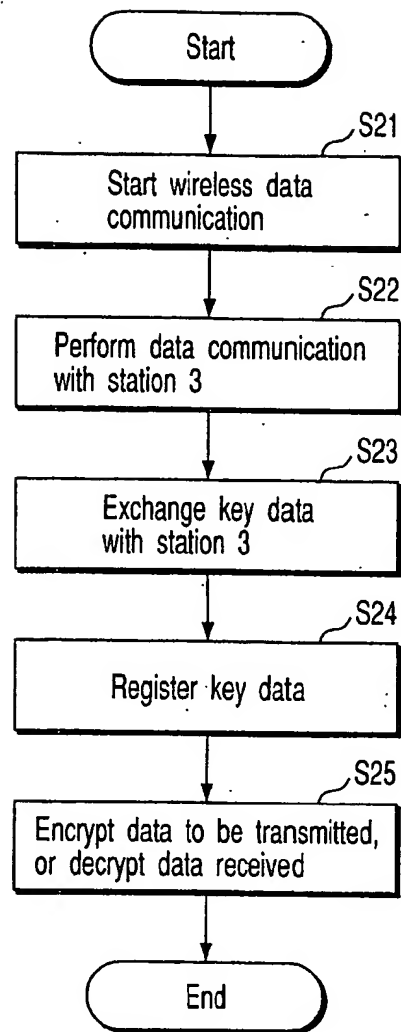 Start
S21
Start wireless data
communication
S22
Perform data communication
with station 3
S23
Exchange key data
with station 3
S24
Register key data
S25
Encrypt data to be transmitted,
or decrypt data received
End